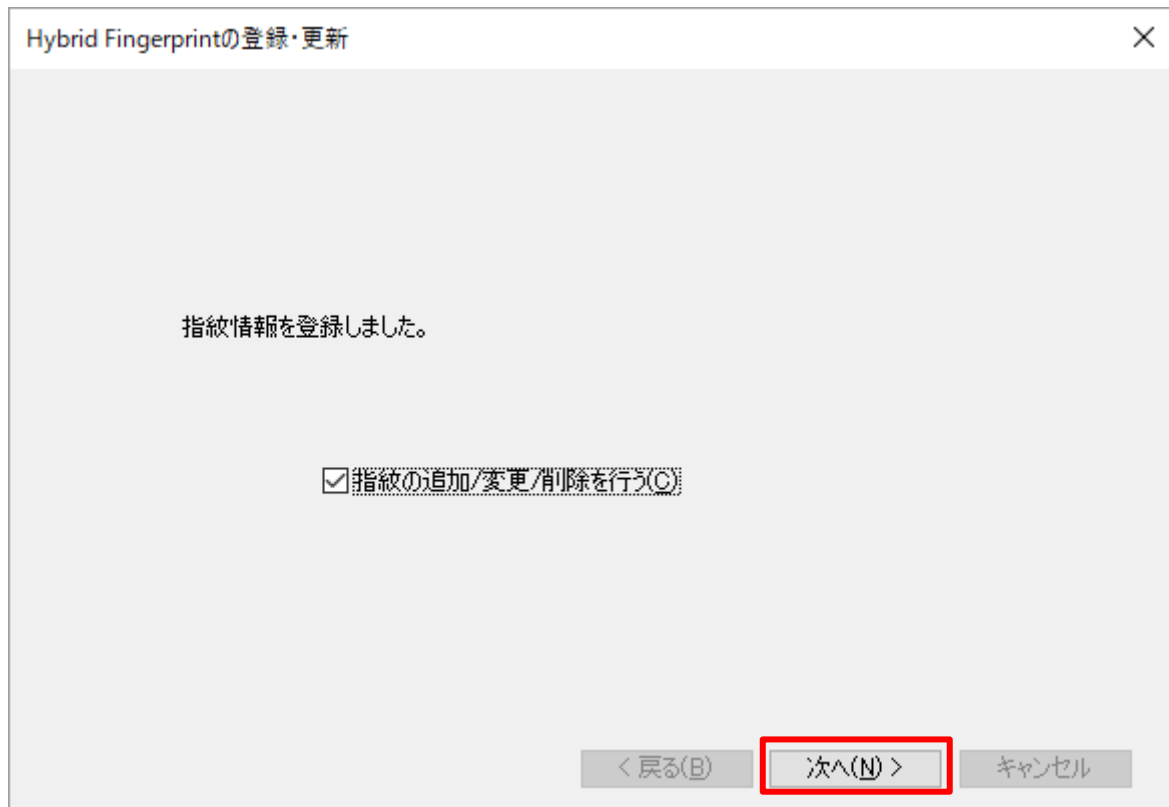 Hybrid Fingerprintの登録・更新
指紋情報を登録しました。
指紋の追加/変更/削除を行う(C)
< 戻る(B)
次へ(N) >
キャンセル